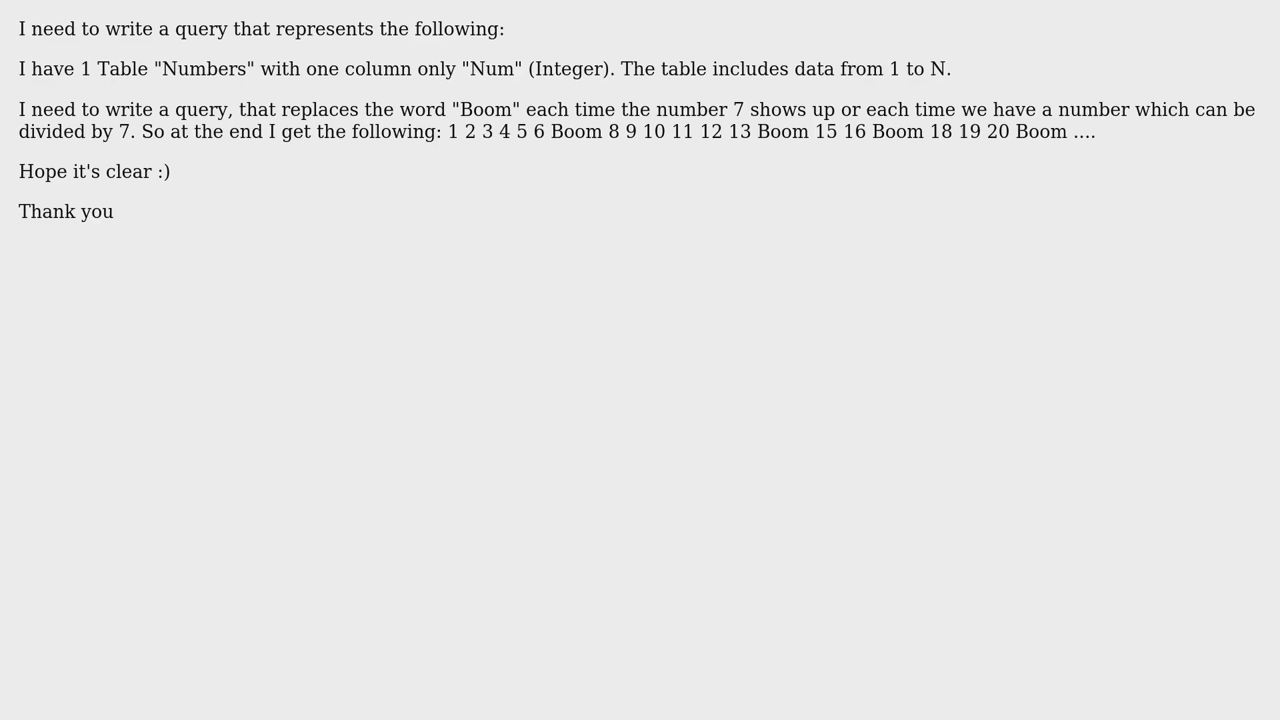 I need to write a query that represents the following:
I have 1 Table "Numbers" with one column only "Num" (Integer). The table includes data from 1 to N.
I need to write a query, that replaces the word "Boom" each time the number 7 shows up or each time we have a number which can be
divided by 7. So at the end I get the following: 1 2 3 4 5 6 Boom 8 9 10 11 12 13 Boom 15 16 Boom 18 19 20 Boom ....
Hope it's clear :)
Thank you